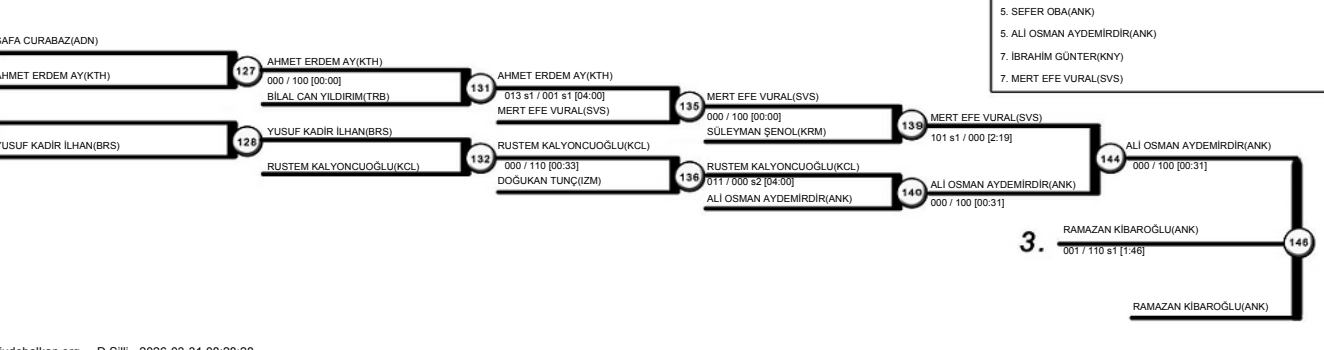 5. SEFER OBA(ANK)
5. ALİ OSMAN AYDEMİRDİR(ANK)
7. İBRAHİM GÜNTER(KNY)
7. MERT EFE VURAL(SVS)
SAFA CURABAZ(ADN)
AHMET ERDEM AY(KTH)
127
AHMET ERDEM AY(KTH)
000 / 100 [00:00]
BİLAL CAN YILDIRIM(TRB)
131
AHMET ERDEM AY(KTH)
013 s1 / 001 s1 [04:00]
MERT EFE VURAL(SVS)
135
MERT EFE VURAL(SVS)
000 / 100 [00:00]
SÜLEYMAN ŞENOL(KRM)
139
MERT EFE VURAL(SVS)
101 s1 / 000 [2:19]
144
ALİ OSMAN AYDEMİRDİR(ANK)
000 / 100 [00:31]
YUSUF KADİR İLHAN(BRS)
128
YUSUF KADİR İLHAN(BRS)
RUSTEM KALYONCUOĞLU(KCL)
132
RUSTEM KALYONCUOĞLU(KCL)
000 / 110 [00:33]
DOĞUKAN TUNÇ(IZM)
136
RUSTEM KALYONCUOĞLU(KCL)
011 / 000 s2 [04:00]
ALİ OSMAN AYDEMİRDİR(ANK)
140
ALİ OSMAN AYDEMİRDİR(ANK)
000 / 100 [00:31]
3.
RAMAZAN KİBAROĞLU(ANK)
001 / 110 s1 [1:46]
146
RAMAZAN KİBAROĞLU(ANK)